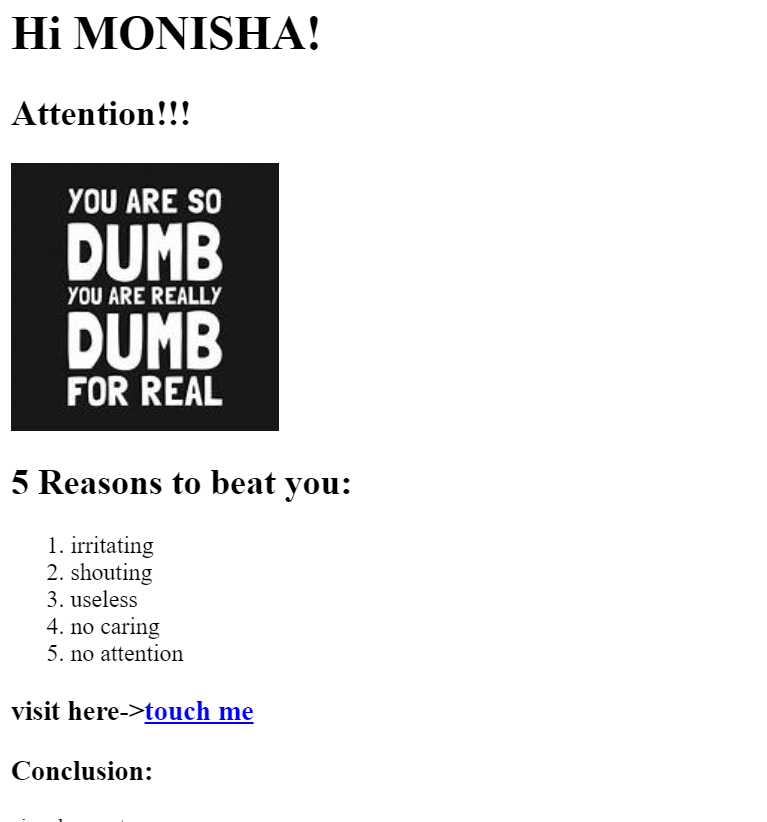 Hi MONISHA!
Attention!!!
YOU ARE SO
DUMB
YOU ARE REALLY
DUMB
FOR REAL
5 Reasons to beat you:
1. irritating
2. shouting
3. useless
4. no caring
5. no attention
visit here->touch me
Conclusion: